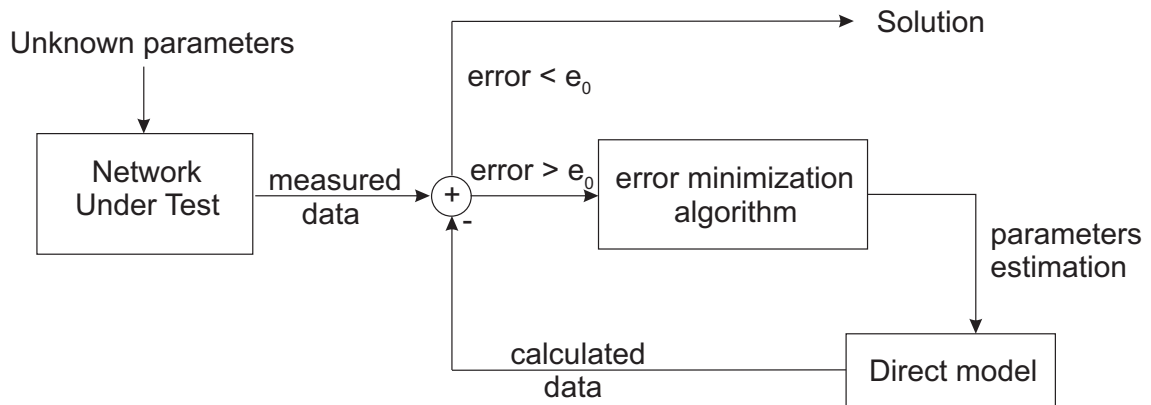 Solution
Unknown parameters
error < e₀
Network
Under Test
measured
data
+
-
error > e₀
error minimization
algorithm
parameters
estimation
calculated
data
Direct model